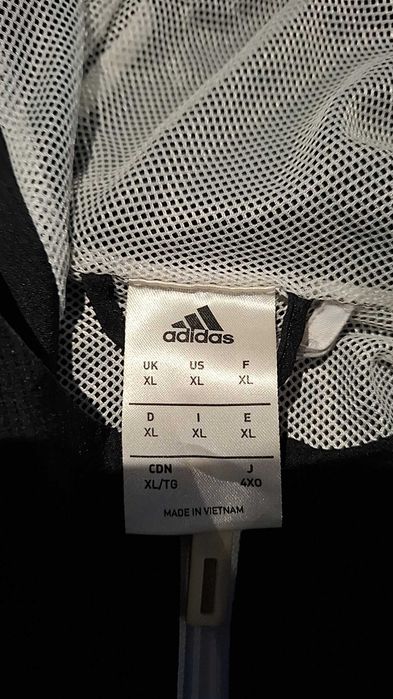 adidas
UK US F
XL XL XL
D I E
XL XL XL
CDN J
XL/TG 4XO
MADE IN VIETNAM